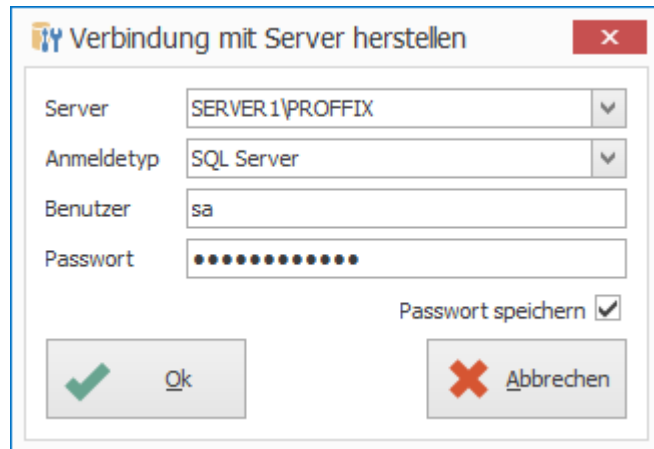 Verbindung mit Server herstellen
Server SERVER1\PROFFIX
Anmeldetyp SQL Server
Benutzer sa
Passwort ●●●●●●●●●●●●
Passwort speichern
Ok Abbrechen